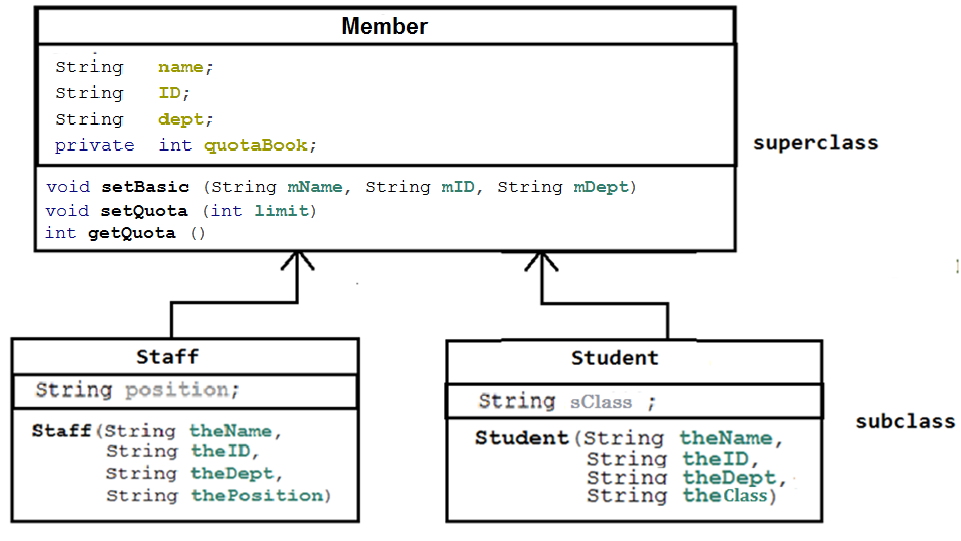 Member
String name;
String ID;
String dept;
private int quotaBook;
superclass
void setBasic (String mName, String mID, String mDept)
void setQuota (int limit)
int getQuota ()
Staff
String position;
Staff(String theName,
String theID,
String theDept,
String thePosition)
Student
String sClass ;
Student(String theName,
String theID,
String theDept,
String theClass)
subclass